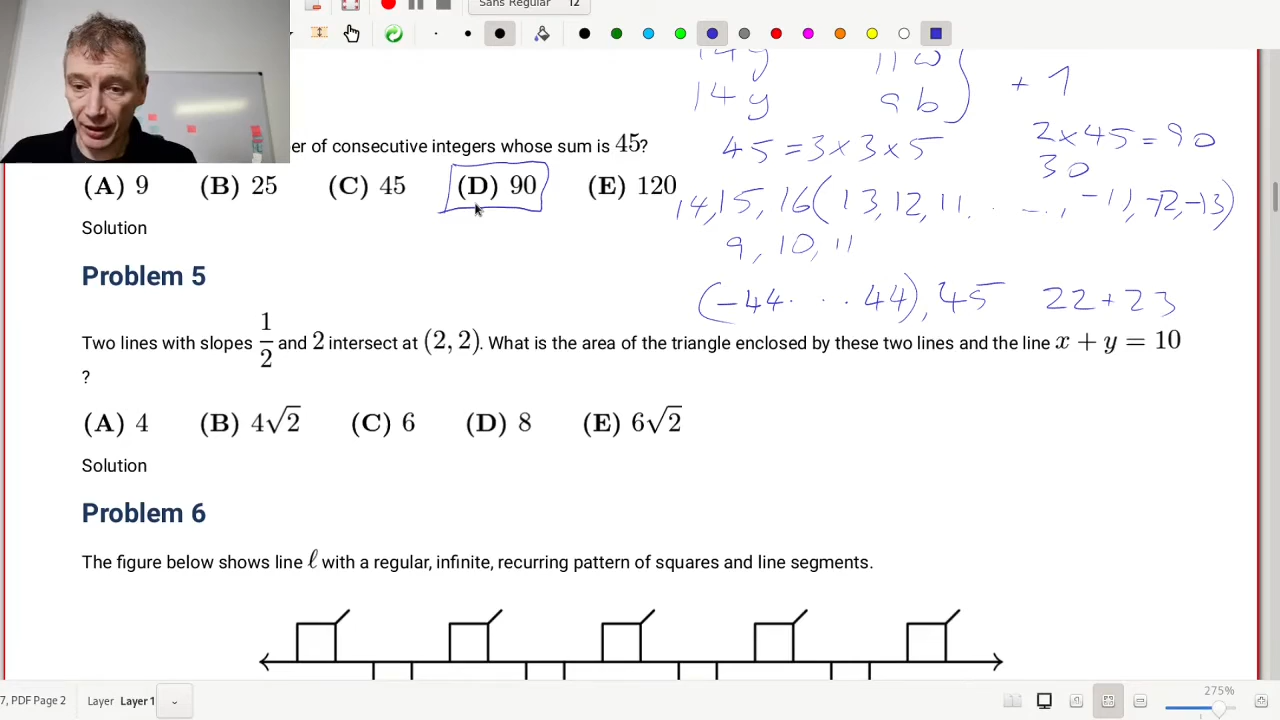 Sans Regular 12
14y 11w
14y 9b + 1
er of consecutive integers whose sum is 45?
45 = 3 x 3 x 5 2 x 45 = 90
30
(A) 9 (B) 25 (C) 45 (D) 90 (E) 120
14, 15, 16 ( 13, 12, 11, . - ..., -11, -12, -13 )
Solution
9, 10, 11
Problem 5
(-44 . . . 44), 45 22 + 23
Two lines with slopes 1/2 and 2 intersect at (2, 2). What is the area of the triangle enclosed by these two lines and the line x + y = 10
?
(A) 4 (B) 4√2 (C) 6 (D) 8 (E) 6√2
Solution
Problem 6
The figure below shows line ℓ with a regular, infinite, recurring pattern of squares and line segments.
7, PDF Page 2 Layer Layer 1 275%